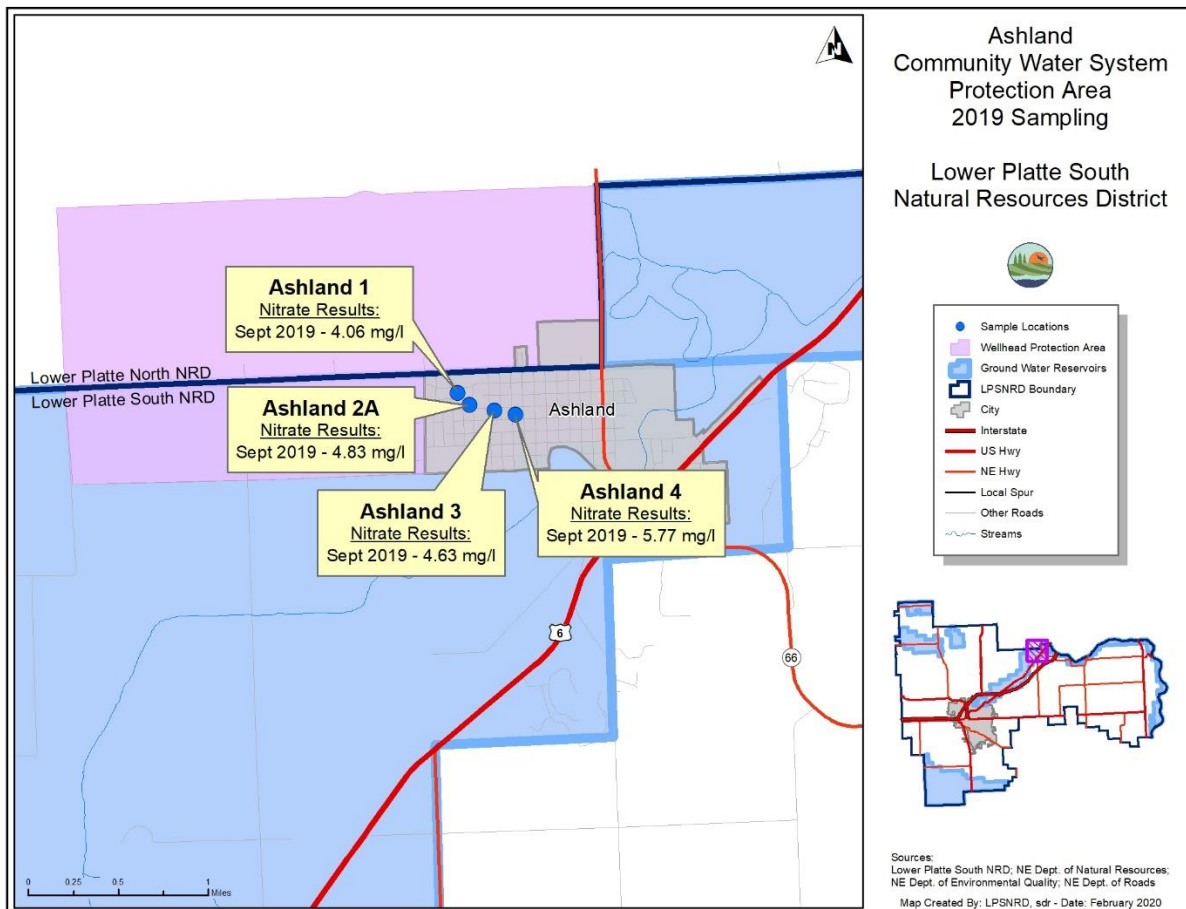 Ashland
Community Water System
Protection Area
2019 Sampling
Lower Platte South
Natural Resources District
N
Ashland 1
Nitrate Results:
Sept 2019 - 4.06 mg/l
Lower Platte North NRD
Lower Platte South NRD
Ashland 2A
Nitrate Results:
Sept 2019 - 4.83 mg/l
Ashland
Ashland 3
Nitrate Results:
Sept 2019 - 4.63 mg/l
Ashland 4
Nitrate Results:
Sept 2019 - 5.77 mg/l
6
66
0 0.25 0.5 1
Miles
Sample Locations
Wellhead Protection Area
Ground Water Reservoirs
LPSNRD Boundary
City
Interstate
US Hwy
NE Hwy
Local Spur
Other Roads
Streams
Sources:
Lower Platte South NRD; NE Dept. of Natural Resources;
NE Dept. of Environmental Quality; NE Dept. of Roads
Map Created By: LPSNRD, sdr - Date: February 2020